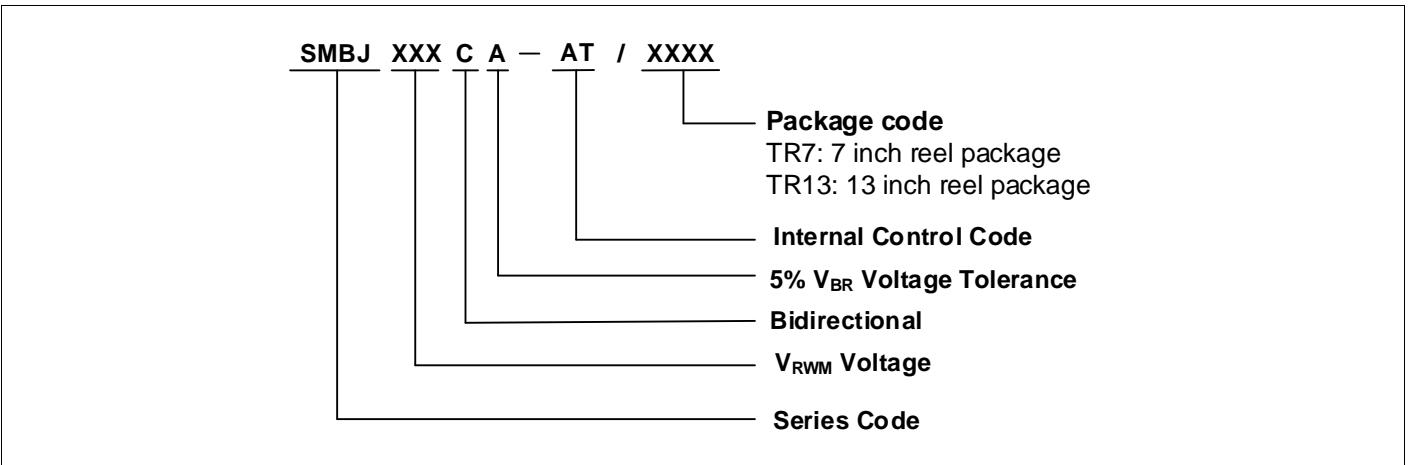 SMBJ XXX C A — AT / XXXX
Package code
TR7: 7 inch reel package
TR13: 13 inch reel package
Internal Control Code
5% VBR Voltage Tolerance
Bidirectional
VRWM Voltage
Series Code